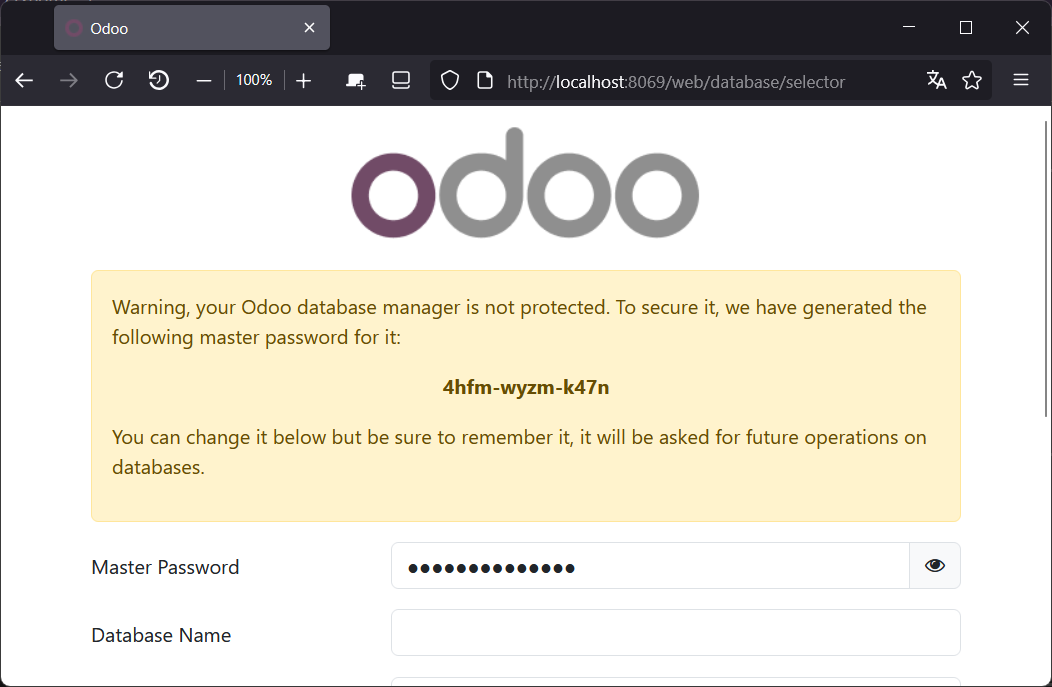 Odoo
100%
http://localhost:8069/web/database/selector
odoo
Warning, your Odoo database manager is not protected. To secure it, we have generated the
following master password for it:
4hfm-wyzm-k47n
You can change it below but be sure to remember it, it will be asked for future operations on
databases.
Master Password
Database Name